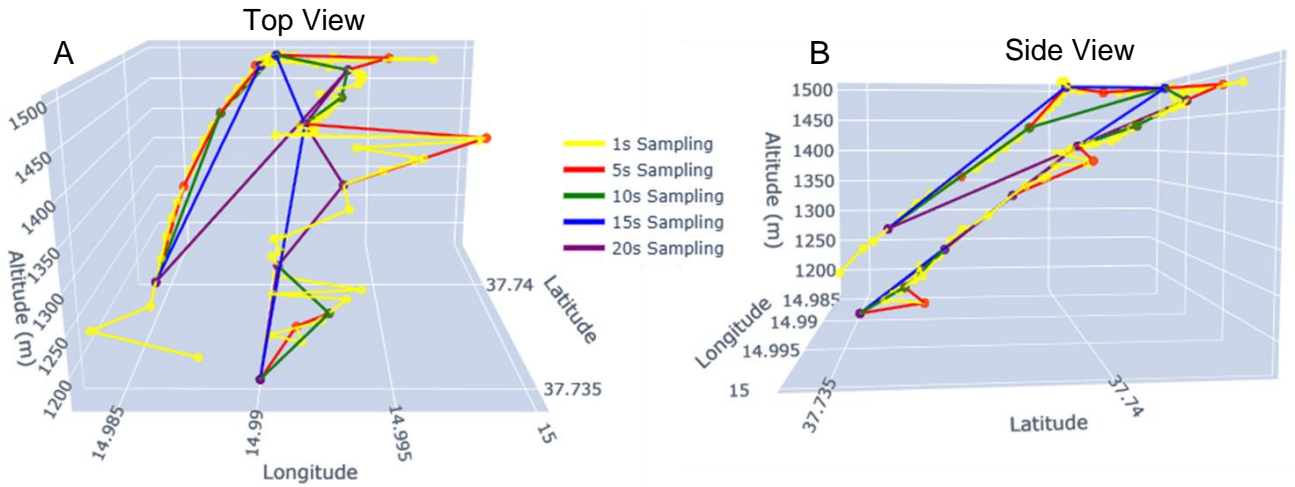 Top View
A
1500
1450
1400
1350
1300
1250
1200
Altitude (m)
14.985
14.99
14.995
15
Longitude
37.74
37.735
Latitude
1s Sampling
5s Sampling
10s Sampling
15s Sampling
20s Sampling
Side View
B
1500
1450
1400
1350
1300
1250
1200
Altitude (m)
14.985
14.99
14.995
15
Longitude
37.735
37.74
Latitude